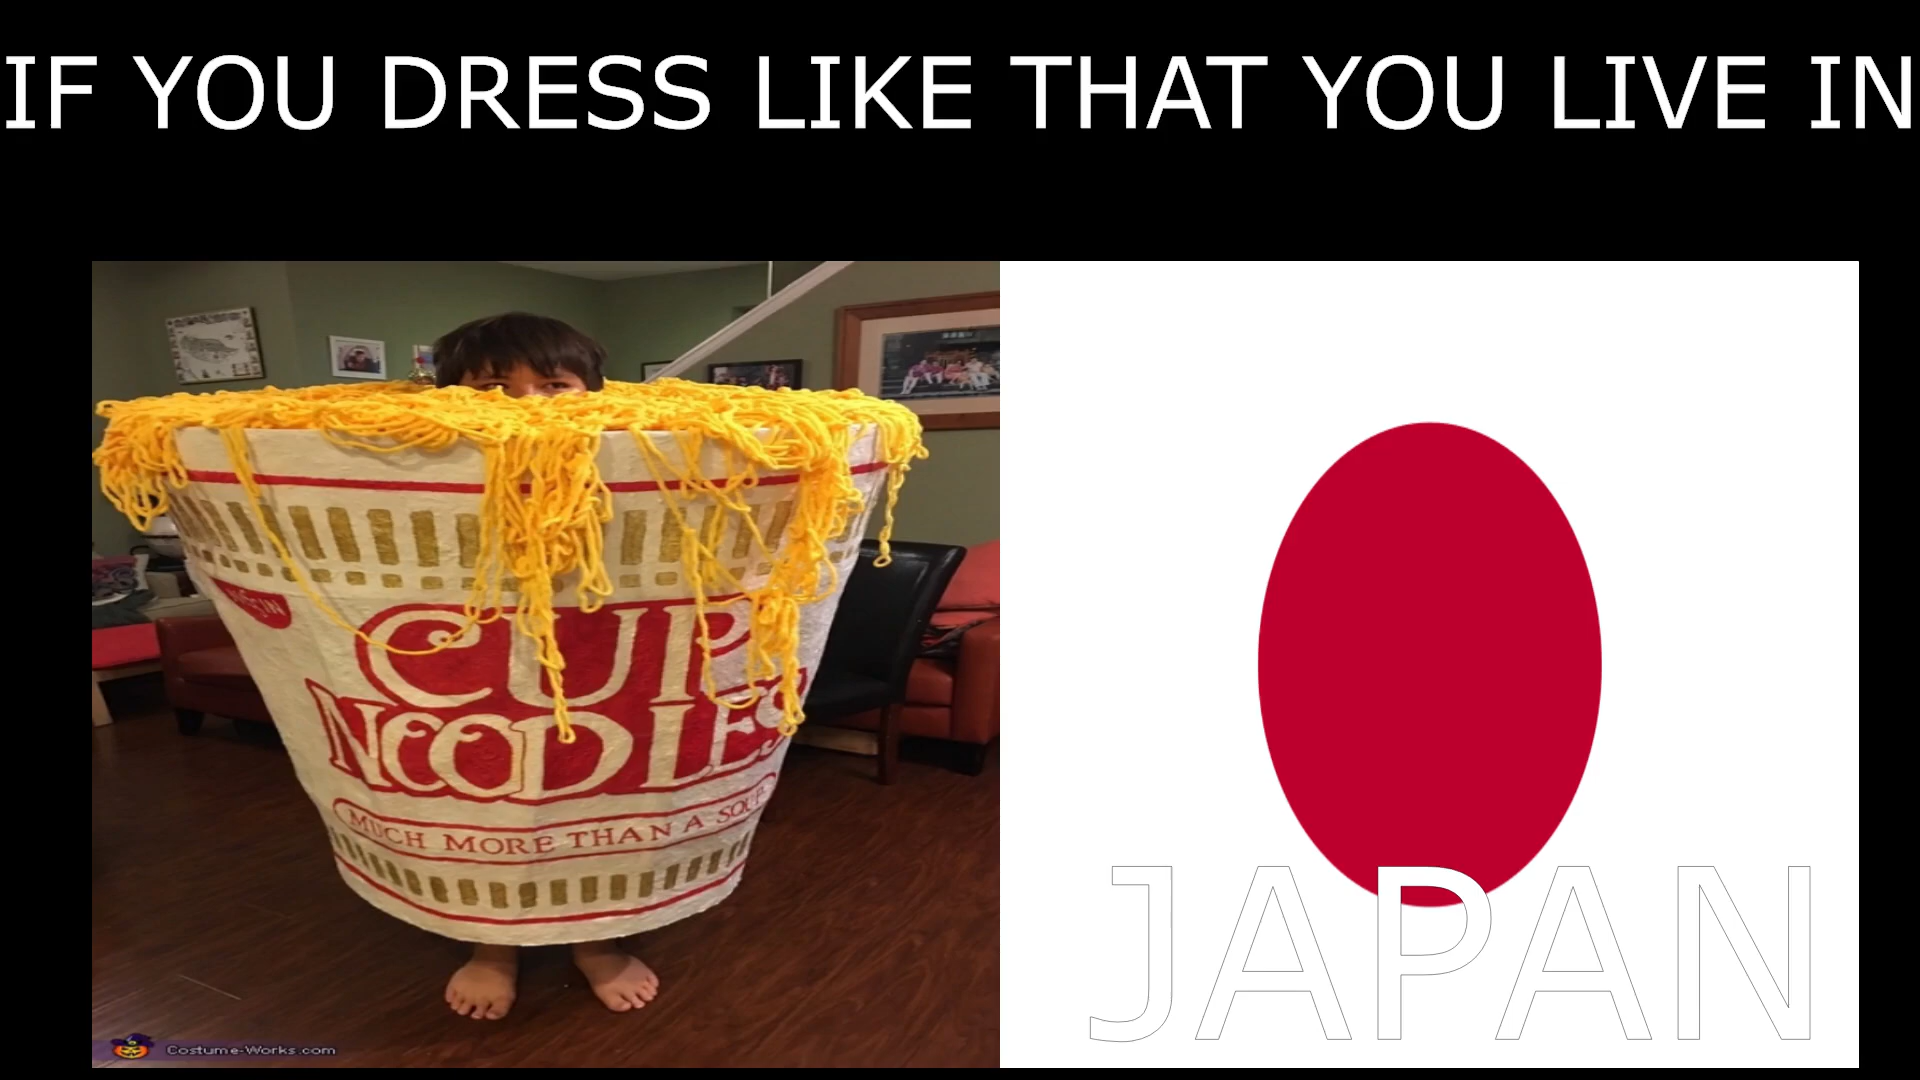 IF YOU DRESS LIKE THAT YOU LIVE IN
NISSIN
CUP
NOODLES
MUCH MORE THAN A SOUP
JAPAN
Costume-Works.com